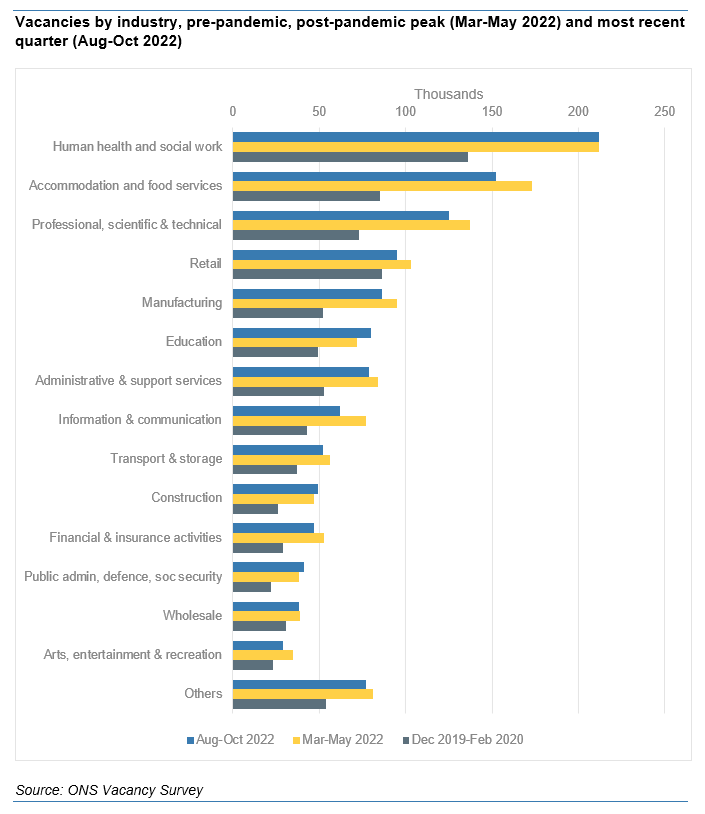 Vacancies by industry, pre-pandemic, post-pandemic peak (Mar-May 2022) and most recent
quarter (Aug-Oct 2022)
Thousands
0 50 100 150 200 250
Human health and social work
Accommodation and food services
Professional, scientific & technical
Retail
Manufacturing
Education
Administrative & support services
Information & communication
Transport & storage
Construction
Financial & insurance activities
Public admin, defence, soc security
Wholesale
Arts, entertainment & recreation
Others
Aug-Oct 2022 Mar-May 2022 Dec 2019-Feb 2020
Source: ONS Vacancy Survey